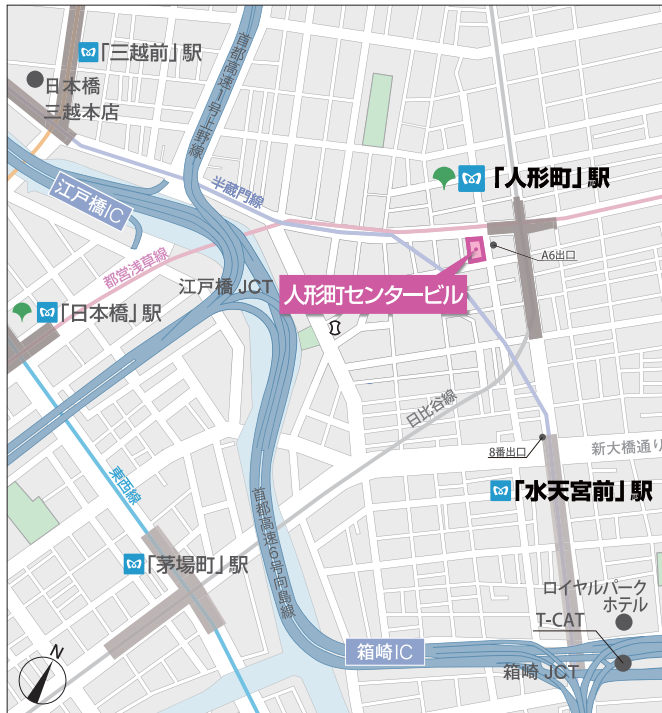 「三越前」駅
日本橋
三越本店
首都高速1号上野線
江戸橋IC
半蔵門線
「人形町」駅
A6出口
都営浅草線
江戸橋 JCT
人形町センタービル
「日本橋」駅
日比谷線
8番出口
新大橋通り
東西線
「水天宮前」駅
首都高速6号向島線
「茅場町」駅
ロイヤルパーク
ホテル
T-CAT
箱崎IC
箱崎 JCT
N